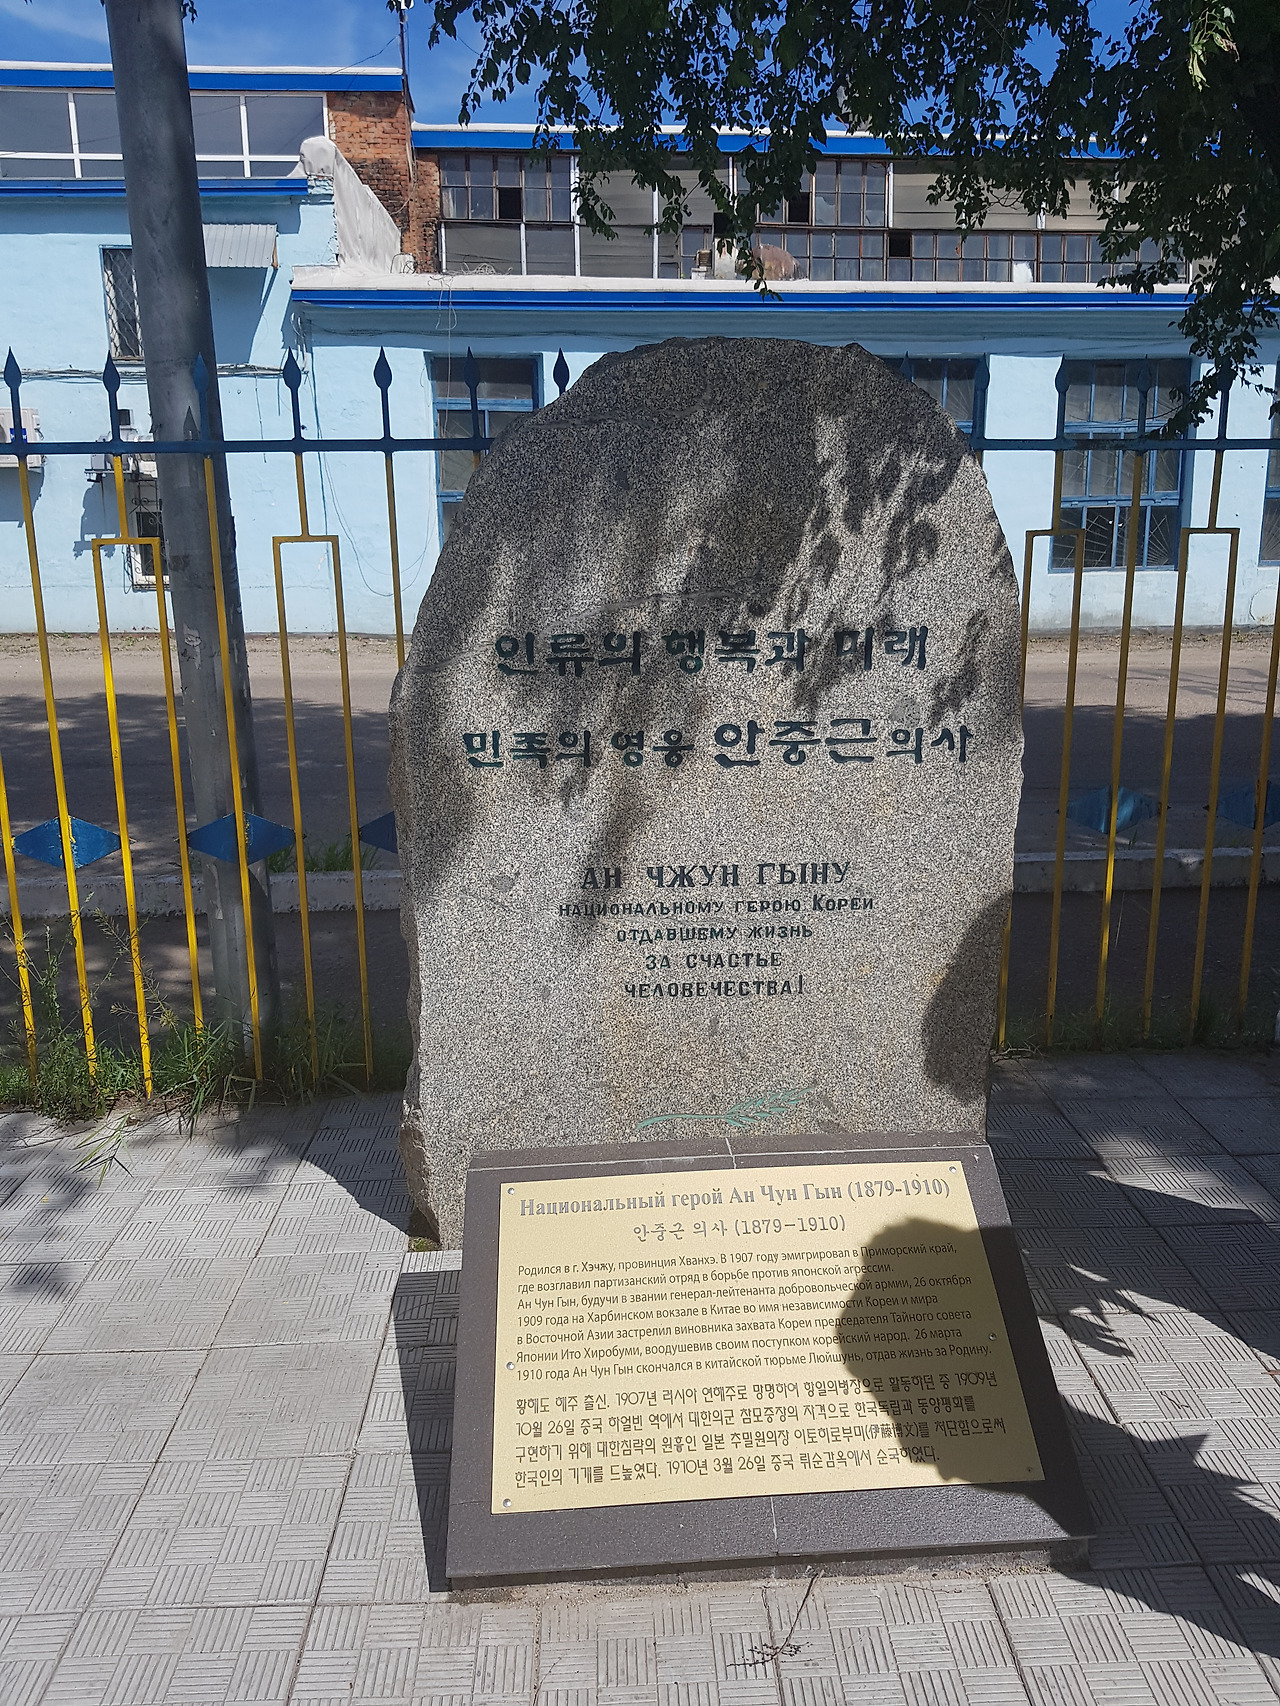 인류의 행복과 미래
민족의 영웅 안중근의사
АН ЧЖУН ГЫНУ
НАЦИОНАЛЬНОМУ ГЕРОЮ КОРЕИ
ОТДАВШЕМУ ЖИЗНЬ
ЗА СЧАСТЬЕ
ЧЕЛОВЕЧЕСТВА!
Национальный герой Ан Чун Гын (1879-1910)
안중근 의사 (1879-1910)
Родился в г. Хэчжу, провинция Хванхэ. В 1907 году эмигрировал в Приморский край,
где возглавил партизанский отряд в борьбе против японской агрессии.
Ан Чун Гын, будучи в звании генерал-лейтенанта добровольческой армии, 26 октября
1909 года на Харбинском вокзале в Китае во имя независимости Кореи и мира
в Восточной Азии застрелил виновника захвата Кореи председателя Тайного совета
Японии Ито Хиробуми, воодушевив своим поступком корейский народ. 26 марта
1910 года Ан Чун Гын скончался в китайской тюрьме Люйшунь, отдав жизнь за Родину.
황해도 해주 출신. 1907년 러시아 연해주로 망명하여 항일의병장으로 활동하던 중 1909년
10월 26일 중국 하얼빈 역에서 대한의군 참모중장의 자격으로 한국독립과 동양평화를
구현하기 위해 대한침략의 원흉인 일본 추밀원의장 이토히로부미(伊藤博文)를 처단함으로써
한국인의 기개를 드높였다. 1910년 3월 26일 중국 뤼순감옥에서 순국하였다.